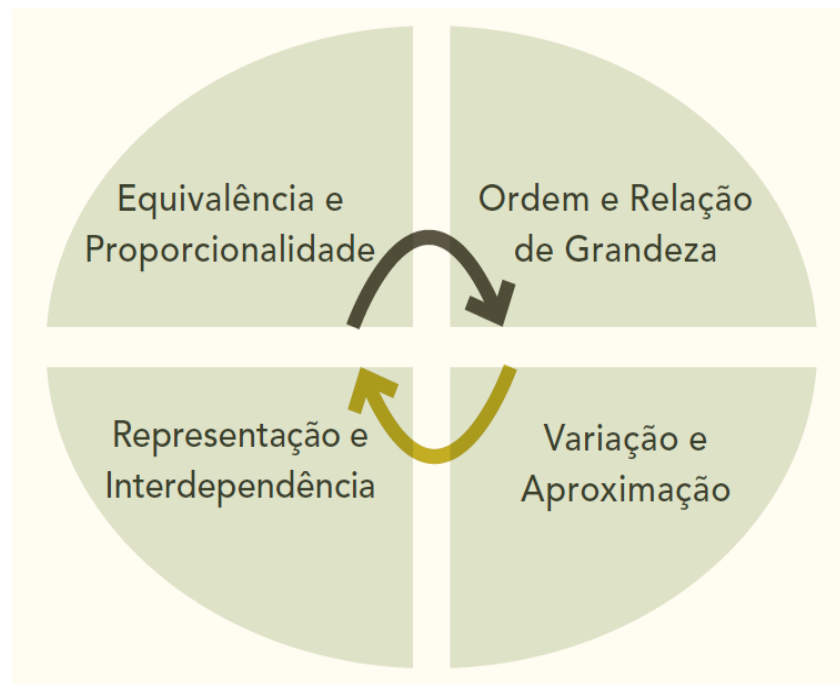 Equivalência e
Proporcionalidade
Ordem e Relação
de Grandeza
Representação e
Interdependência
Variação e
Aproximação